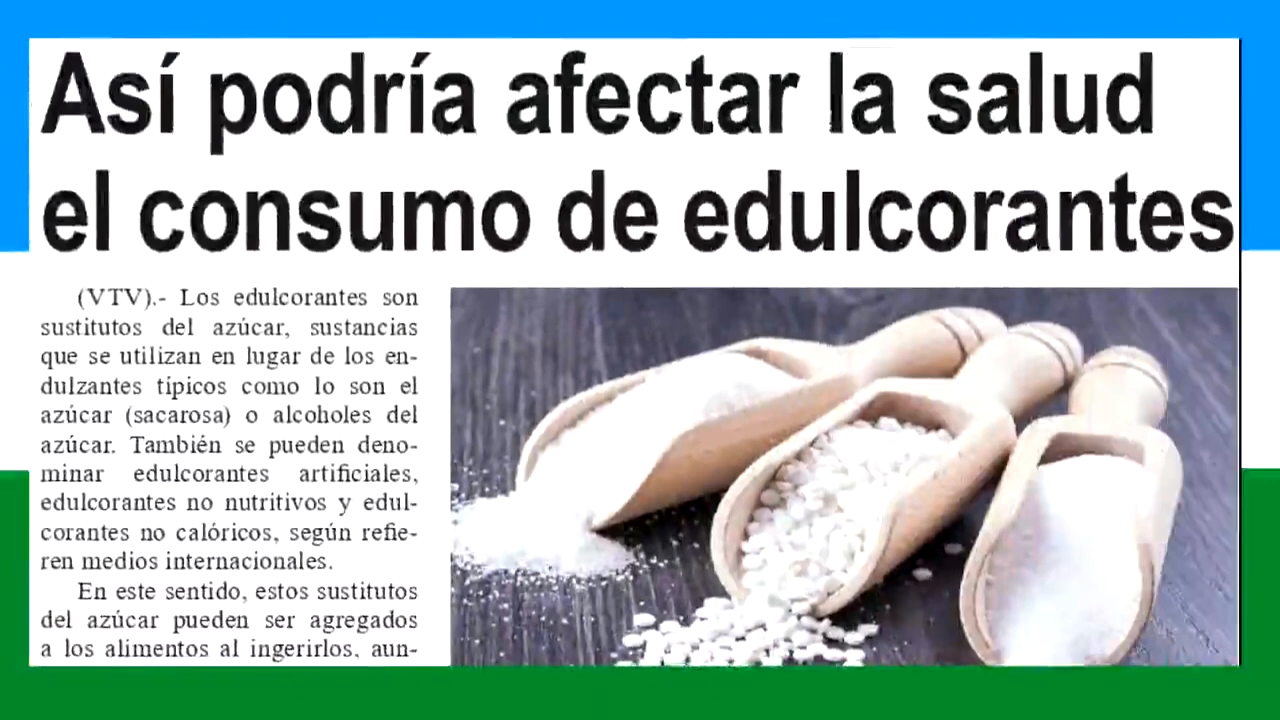 Así podría afectar la salud
el consumo de edulcorantes
(VTV).- Los edulcorantes son
sustitutos del azúcar, sustancias
que se utilizan en lugar de los en-
dulzantes típicos como lo son el
azúcar (sacarosa) o alcoholes del
azúcar. También se pueden deno-
minar edulcorantes artificiales,
edulcorantes no nutritivos y edul-
corantes no calóricos, según refie-
ren medios internacionales.
En este sentido, estos sustitutos
del azúcar pueden ser agregados
a los alimentos al ingerirlos, aun-